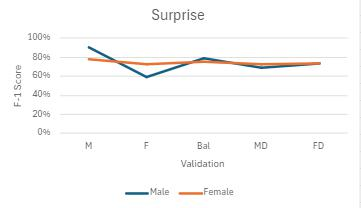 Surprise
100%
80%
60%
40%
20%
0%
F-1 Score
M F Bal MD FD
Validation
Male Female